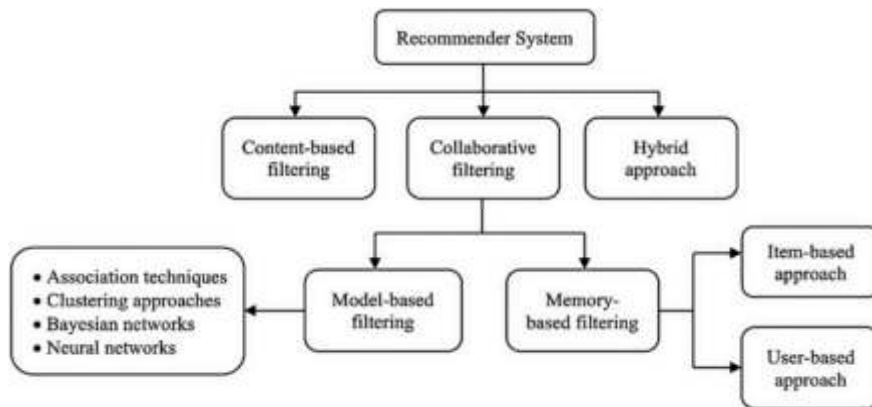 Recommender System
Content-based
filtering
Collaborative
filtering
Hybrid
approach
Item-based
approach
• Association techniques
• Clustering approaches
• Bayesian networks
• Neural networks
Model-based
filtering
Memory-
based filtering
User-based
approach